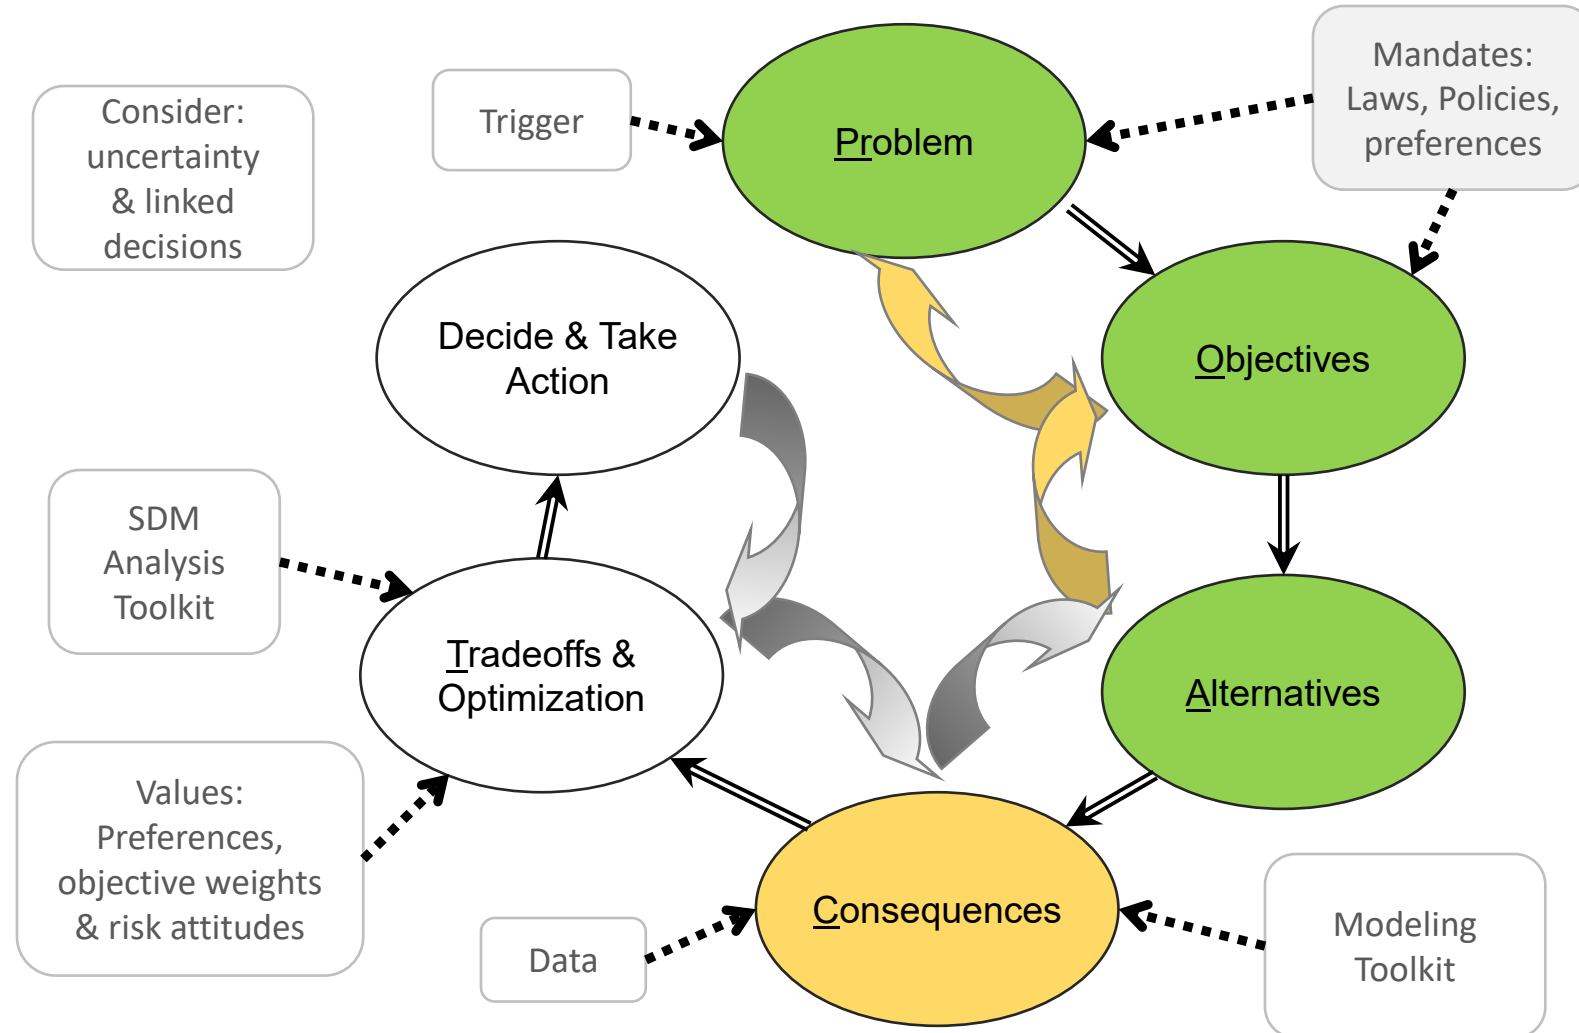 Consider:
uncertainty
& linked
decisions
Trigger
Problem
Mandates:
Laws, Policies,
preferences
Decide & Take
Action
Objectives
SDM
Analysis
Toolkit
Tradeoffs &
Optimization
Alternatives
Values:
Preferences,
objective weights
& risk attitudes
Data
Consequences
Modeling
Toolkit